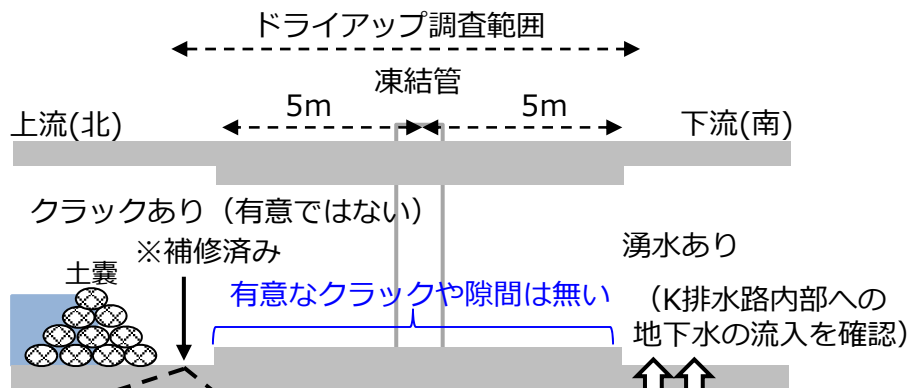 ドライアップ調査範囲
凍結管
5m
5m
上流(北)
下流(南)
クラックあり（有意ではない）
※補修済み
湧水あり
土嚢
有意なクラックや隙間は無い
（K排水路内部への
地下水の流入を確認）